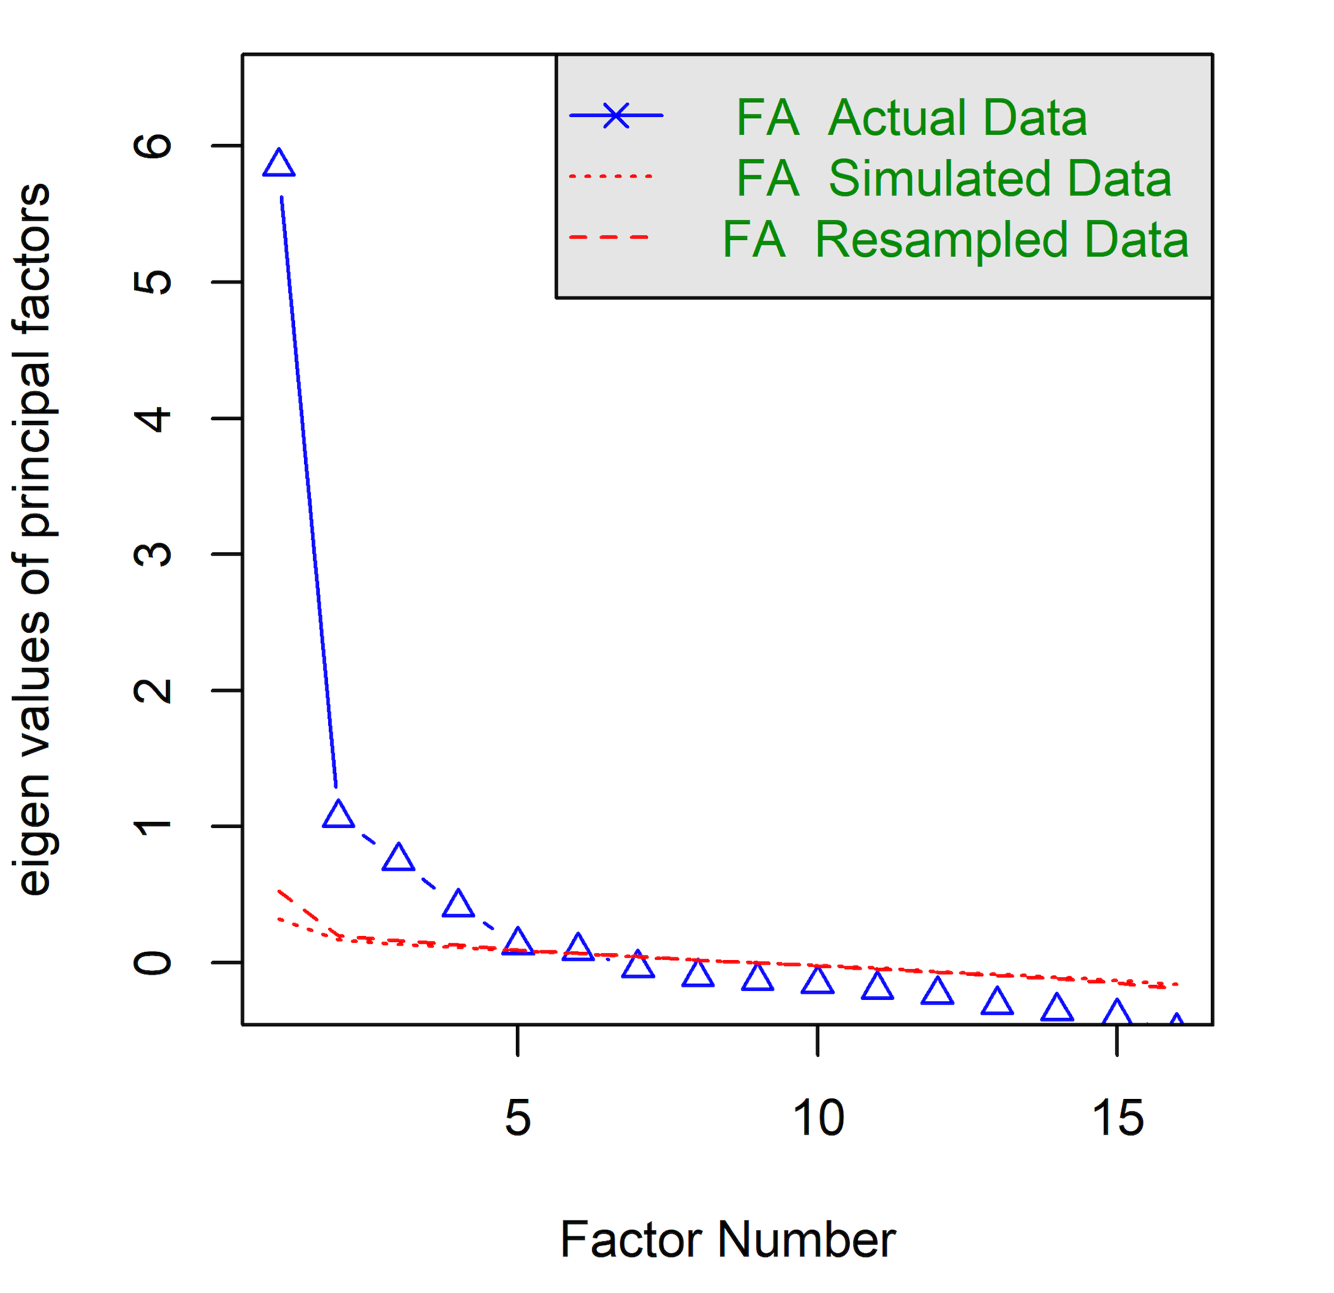 FA Actual Data
FA Simulated Data
FA Resampled Data
eigen values of principal factors
6
5
4
3
2
1
0
5 10 15
Factor Number